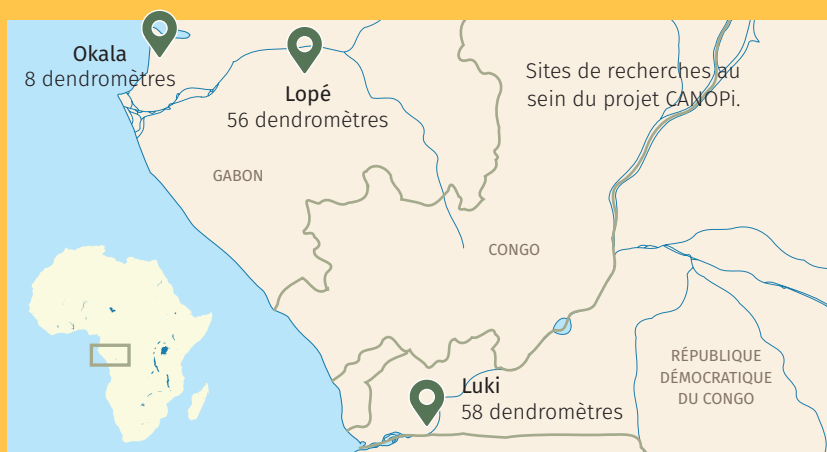 Okala
8 dendromètres
Lopé
56 dendromètres
Sites de recherches au
sein du projet CANOPi.
GABON
CONGO
RÉPUBLIQUE
DÉMOCRATIQUE
DU CONGO
Luki
58 dendromètres